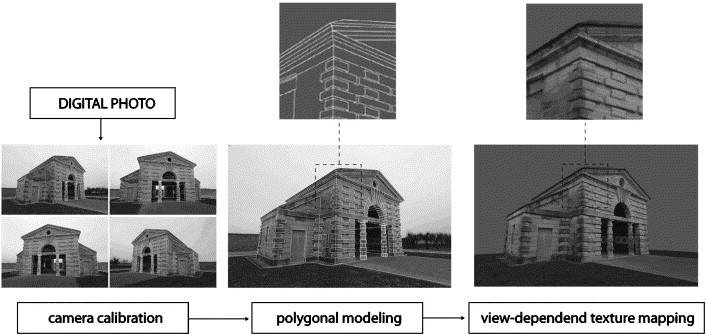 DIGITAL PHOTO
camera calibration
polygonal modeling
view-dependend texture mapping